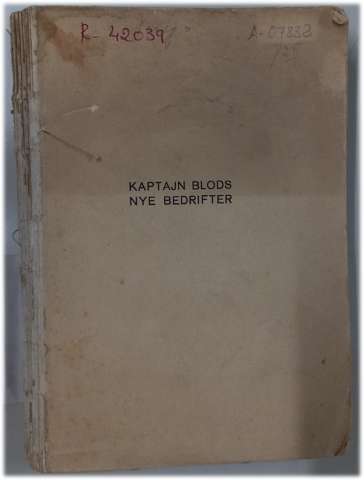 R- 42039
A-07832
KAPTAJN BLODS
NYE BEDRIFTER